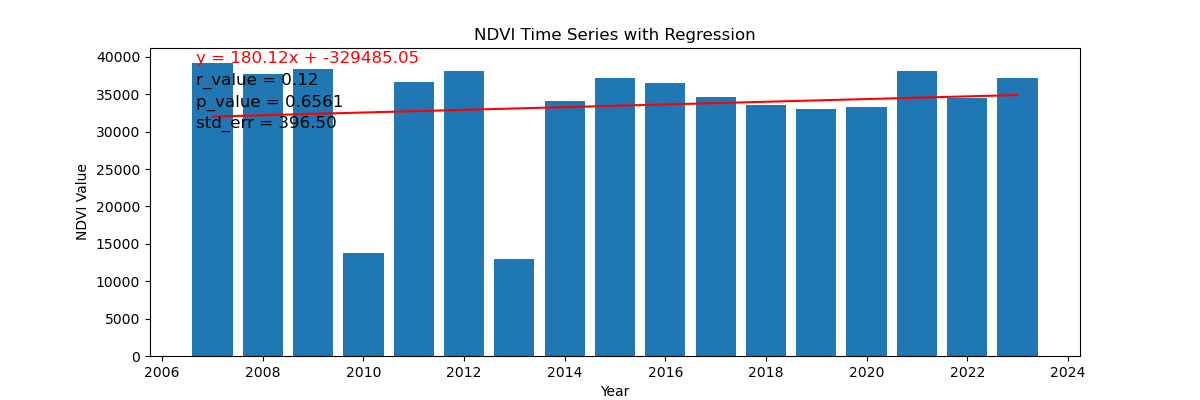 NDVI Time Series with Regression
y = 180.12x + -329485.05
r_value = 0.12
p_value = 0.6561
std_err = 396.50
40000
35000
30000
25000
20000
15000
10000
5000
0
NDVI Value
2006 2008 2010 2012 2014 2016 2018 2020 2022 2024
Year